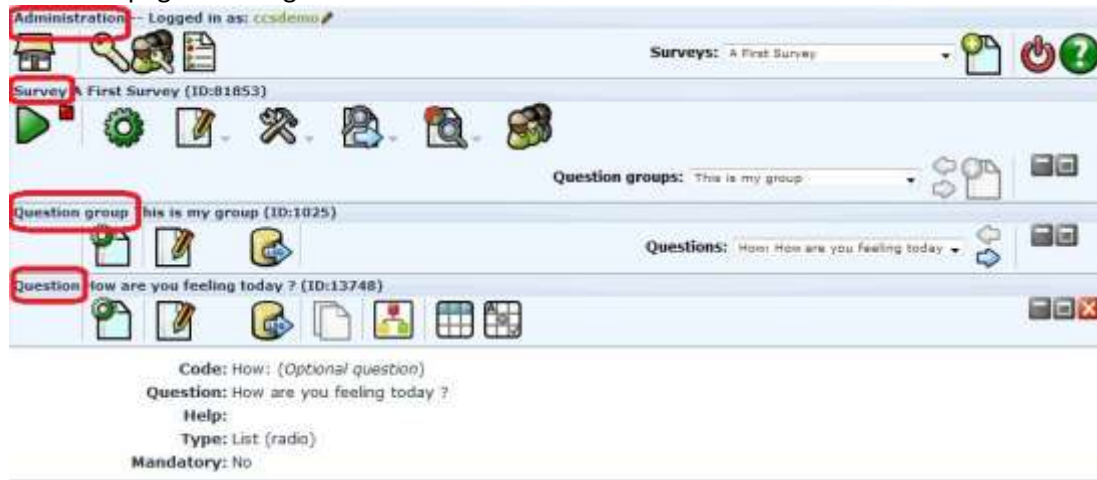 Administration -- Logged in as: ccsdemo
Surveys: A First Survey
Survey A First Survey (ID:81853)
Question groups: This is my group
Question group This is my group (ID:1025)
Questions: How: How are you feeling today
Question How are you feeling today ? (ID:13748)
Code: How: (Optional question)
Question: How are you feeling today ?
Help:
Type: List (radio)
Mandatory: No